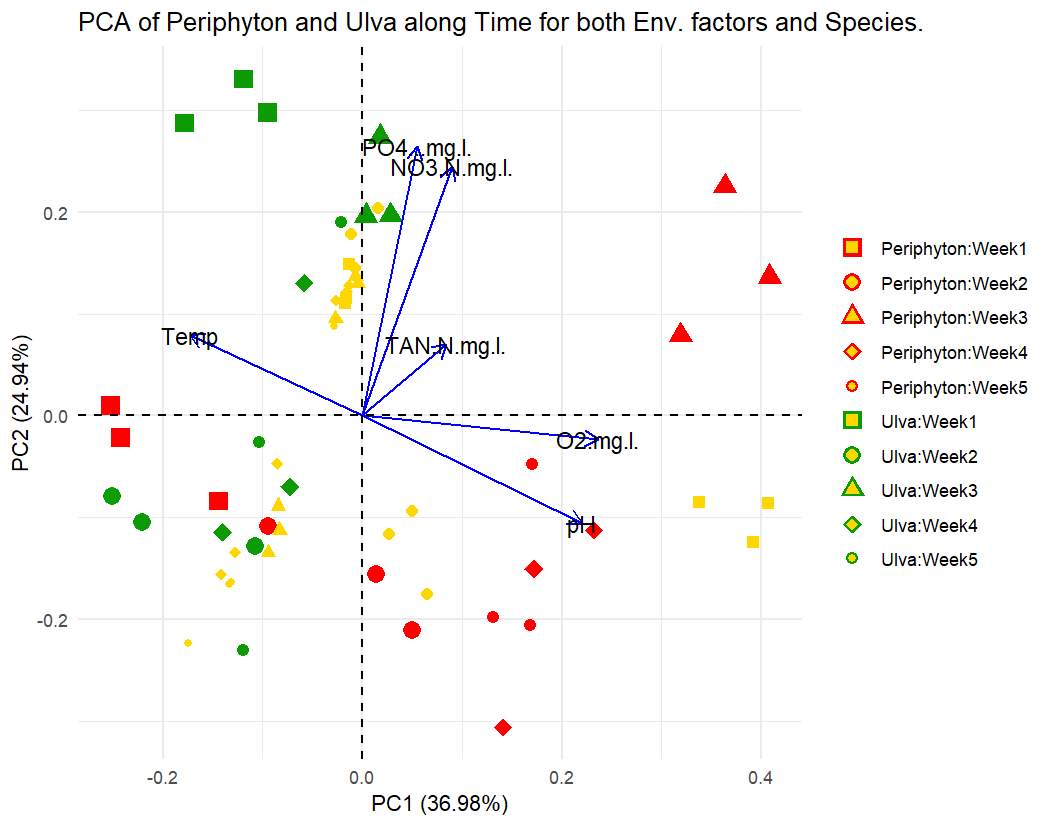 PCA of Periphyton and Ulva along Time for both Env. factors and Species.
PO4...mg.l.
NO3.N.mg.l.
TAN.N.mg.l.
Temp
O2.mg.l.
pH
0.2
0.0
-0.2
PC2 (24.94%)
-0.2
0.0
0.2
0.4
PC1 (36.98%)
Periphyton:Week1
Periphyton:Week2
Periphyton:Week3
Periphyton:Week4
Periphyton:Week5
Ulva:Week1
Ulva:Week2
Ulva:Week3
Ulva:Week4
Ulva:Week5